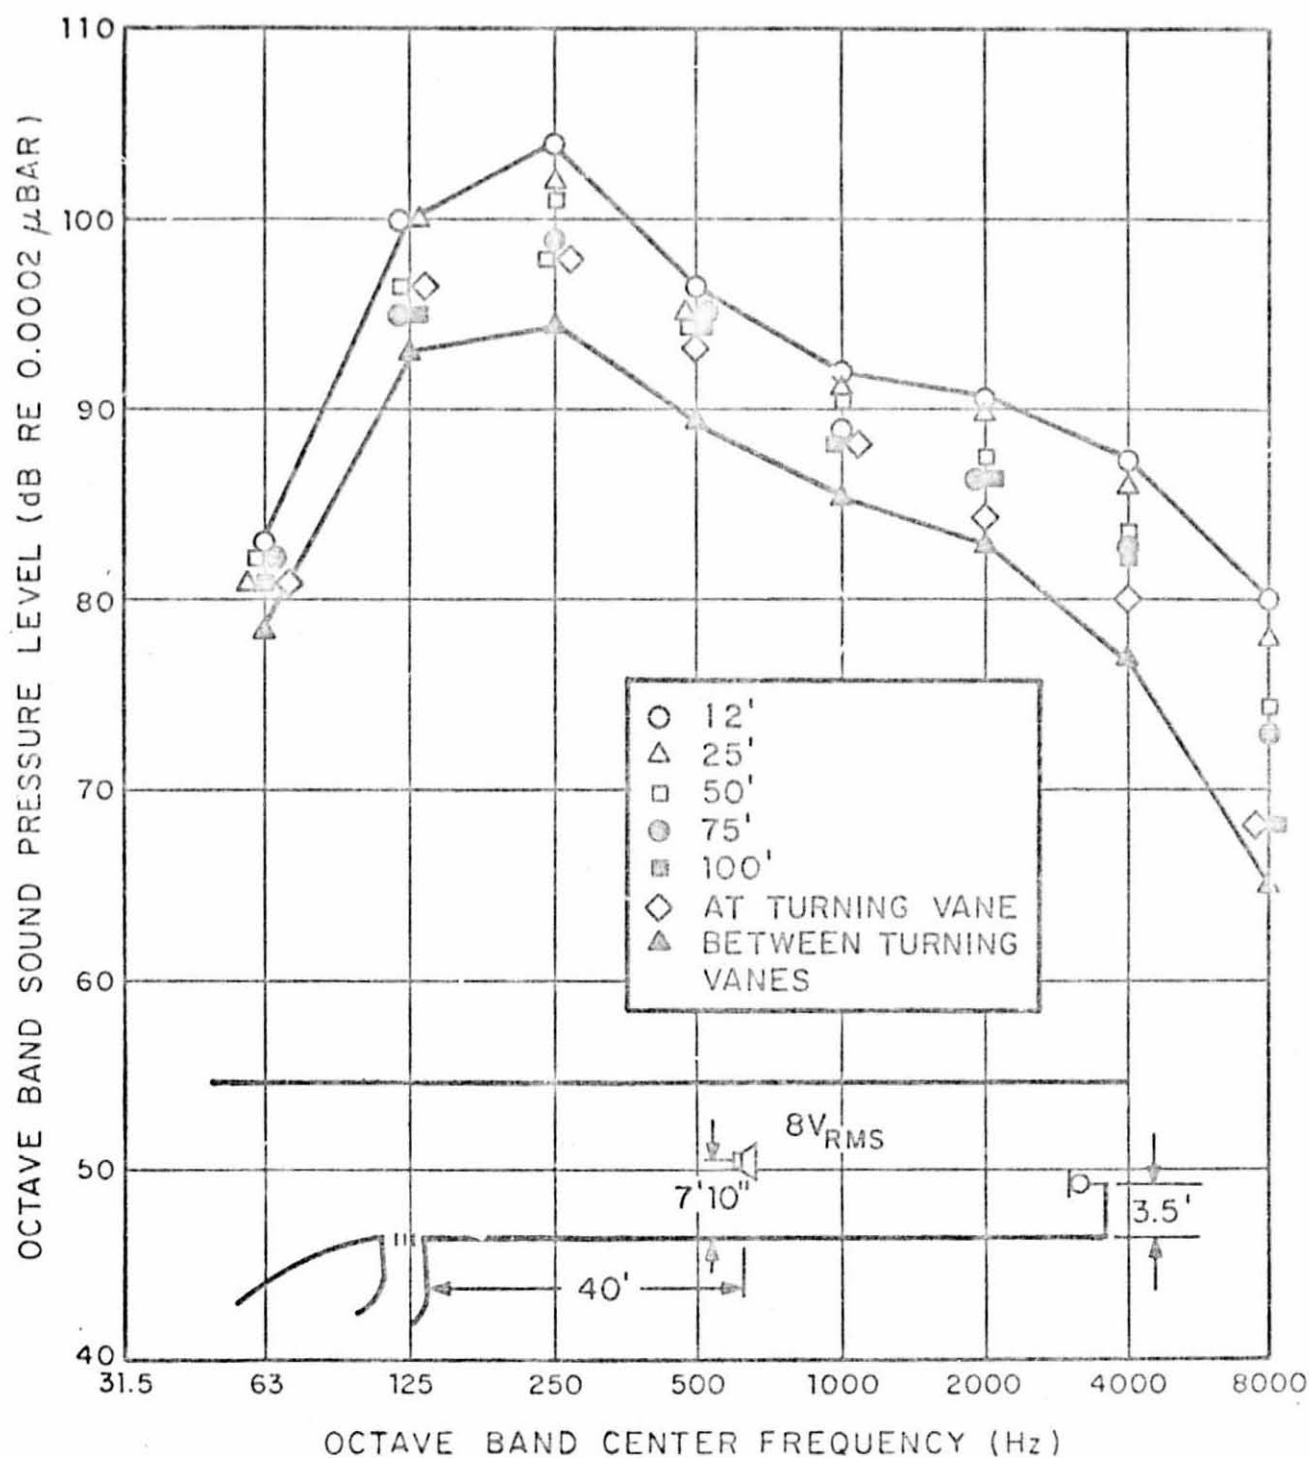 OCTAVE BAND SOUND PRESSURE LEVEL (dB RE 0.0002 μBAR)
110
100
90
80
70
60
50
40
12'
25'
50'
75'
100'
AT TURNING VANE
BETWEEN TURNING
VANES
8VRMS
7'10"
3.5'
40'
31.5 63 125 250 500 1000 2000 4000 8000
OCTAVE BAND CENTER FREQUENCY (Hz)